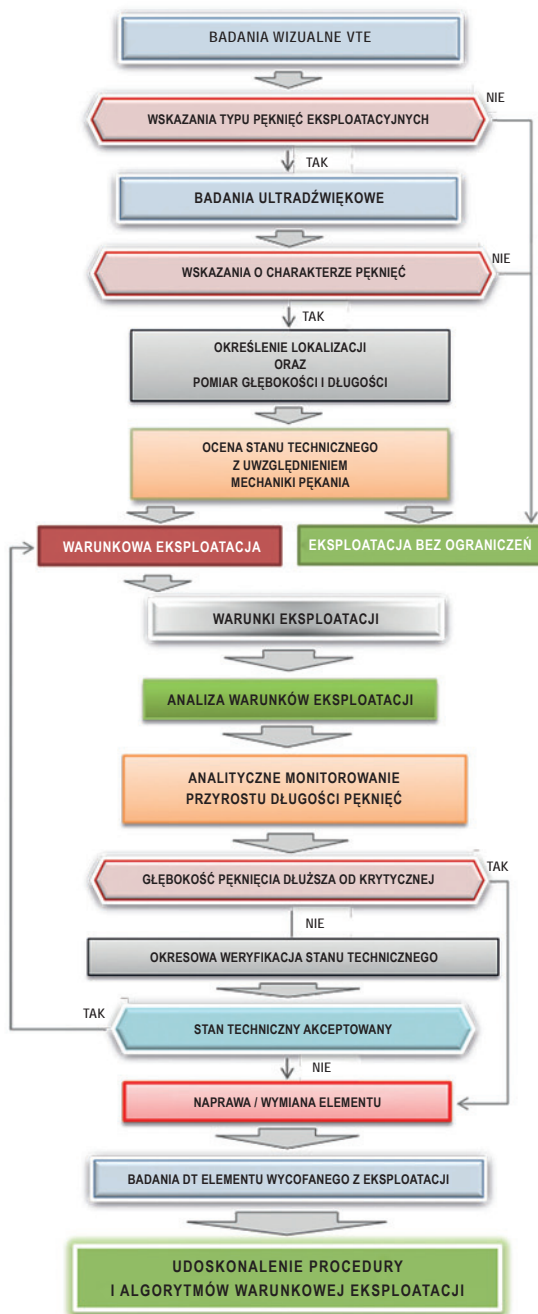 BADANIA WIZUALNE VTE
NIE
WSKAZANIA TYPU PĘKNIĘĆ EKSPLOATACYJNYCH
TAK
BADANIA ULTRADŹWIĘKOWE
NIE
WSKAZANIA O CHARAKTERZE PĘKNIĘĆ
TAK
OKREŚLENIE LOKALIZACJI
ORAZ
POMIAR GŁĘBOKOŚCI I DŁUGOŚCI
OCENA STANU TECHNICZNEGO
Z UWZGLĘDNIENIEM
MECHANIKI PĘKANIA
WARUNKOWA EKSPLOATACJA
EKSPLOATACJA BEZ OGRANICZEŃ
WARUNKI EKSPLOATACJI
ANALIZA WARUNKÓW EKSPLOATACJI
ANALITYCZNE MONITOROWANIE
PRZYROSTU DŁUGOŚCI PĘKNIĘĆ
TAK
GŁĘBOKOŚĆ PĘKNIĘCIA DŁUŻSZA OD KRYTYCZNEJ
NIE
OKRESOWA WERYFIKACJA STANU TECHNICZNEGO
TAK
STAN TECHNICZNY AKCEPTOWANY
NIE
NAPRAWA / WYMIANA ELEMENTU
BADANIA DT ELEMENTU WYCOFANEGO Z EKSPLOATACJI
UDOSKONALENIE PROCEDURY
I ALGORYTMÓW WARUNKOWEJ EKSPLOATACJI